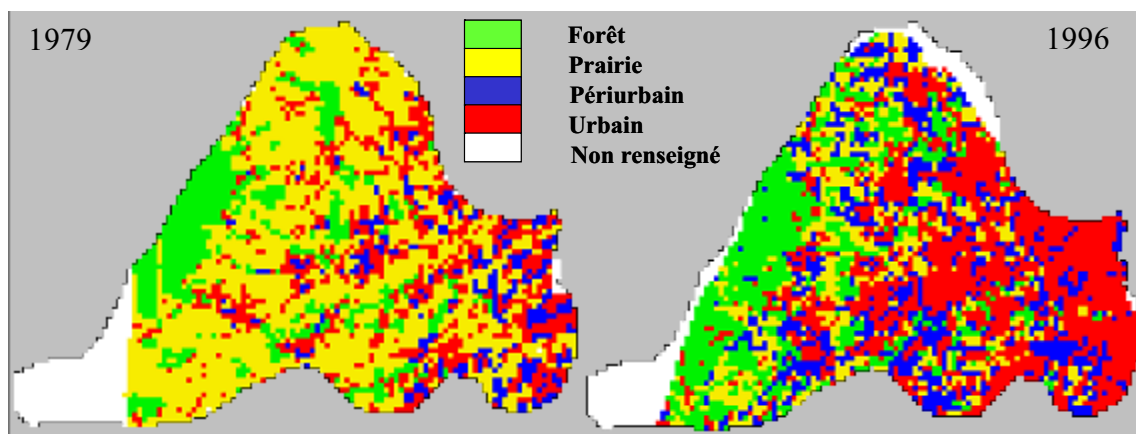 1979
Forêt
Prairie
Périurbain
Urbain
Non renseigné
1996